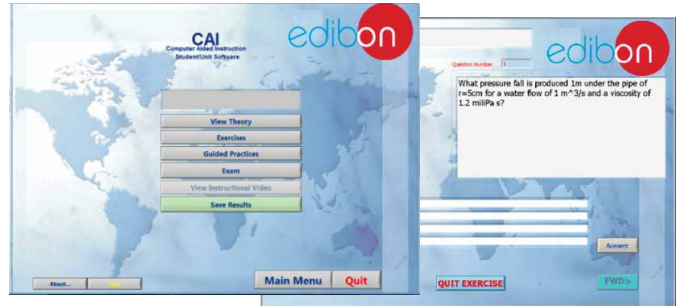 CAI
Computer Aided Instruction
Student/Unit Software
edibon
View Theory
Exercises
Guided Practices
Exam
View Instructional Video
Save Results
About...
Main Menu
Quit
edibon
Question Number
What pressure fall is produced 1m under the pipe of
r=5cm for a water flow of 1 m^3/s and a viscosity of
1.2 miliPa s?
Answer
QUIT EXERCISE
FWD>